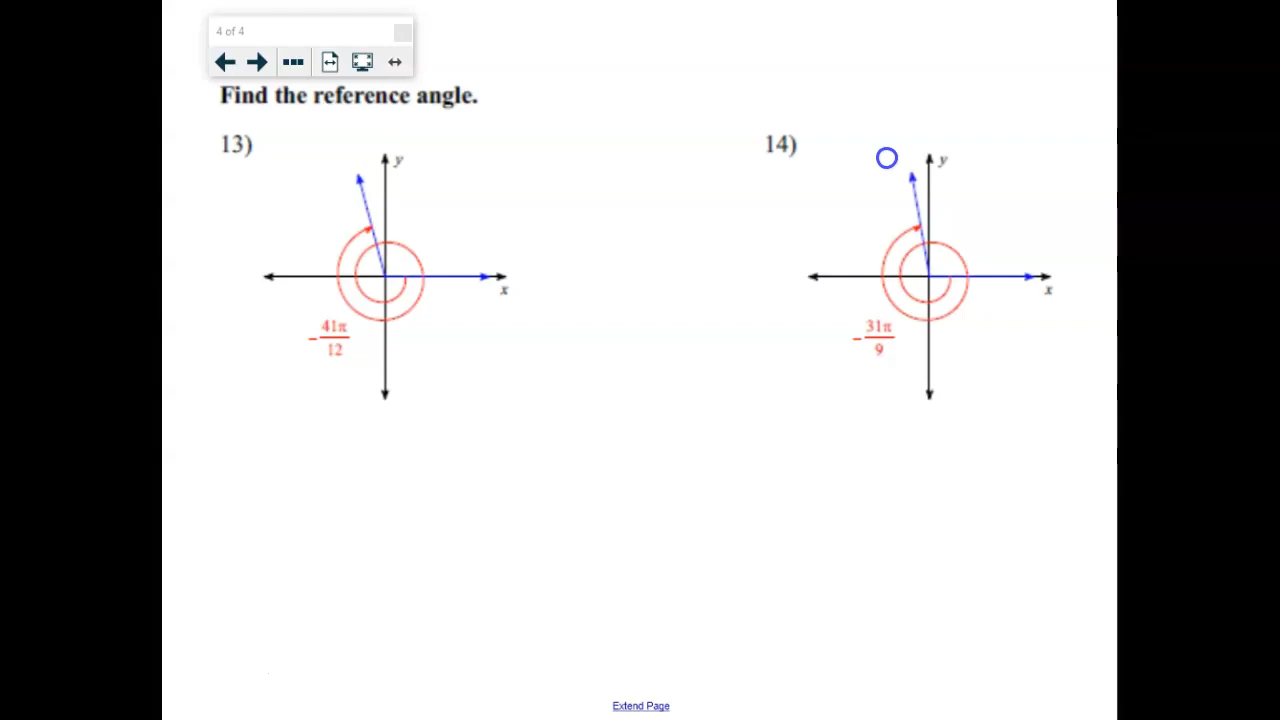 4 of 4
Find the reference angle.
13)
y
x
−41π/12
14)
y
x
−31π/9
Extend Page